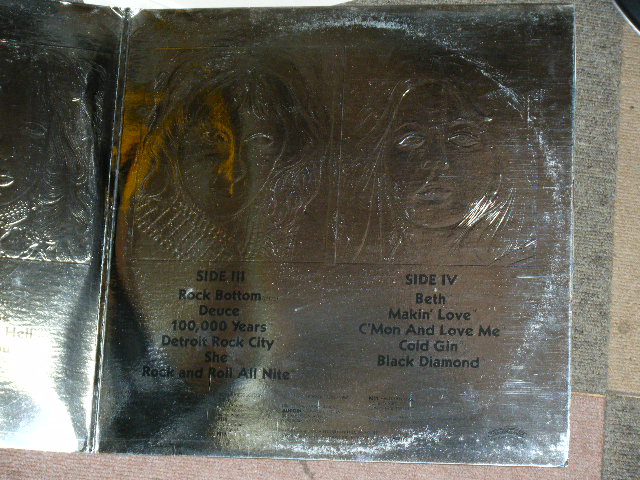 SIDE III
Rock Bottom
Deuce
100,000 Years
Detroit Rock City
She
Rock and Roll All Nite
SIDE IV
Beth
Makin' Love
C'Mon And Love Me
Cold Gin
Black Diamond
Hell